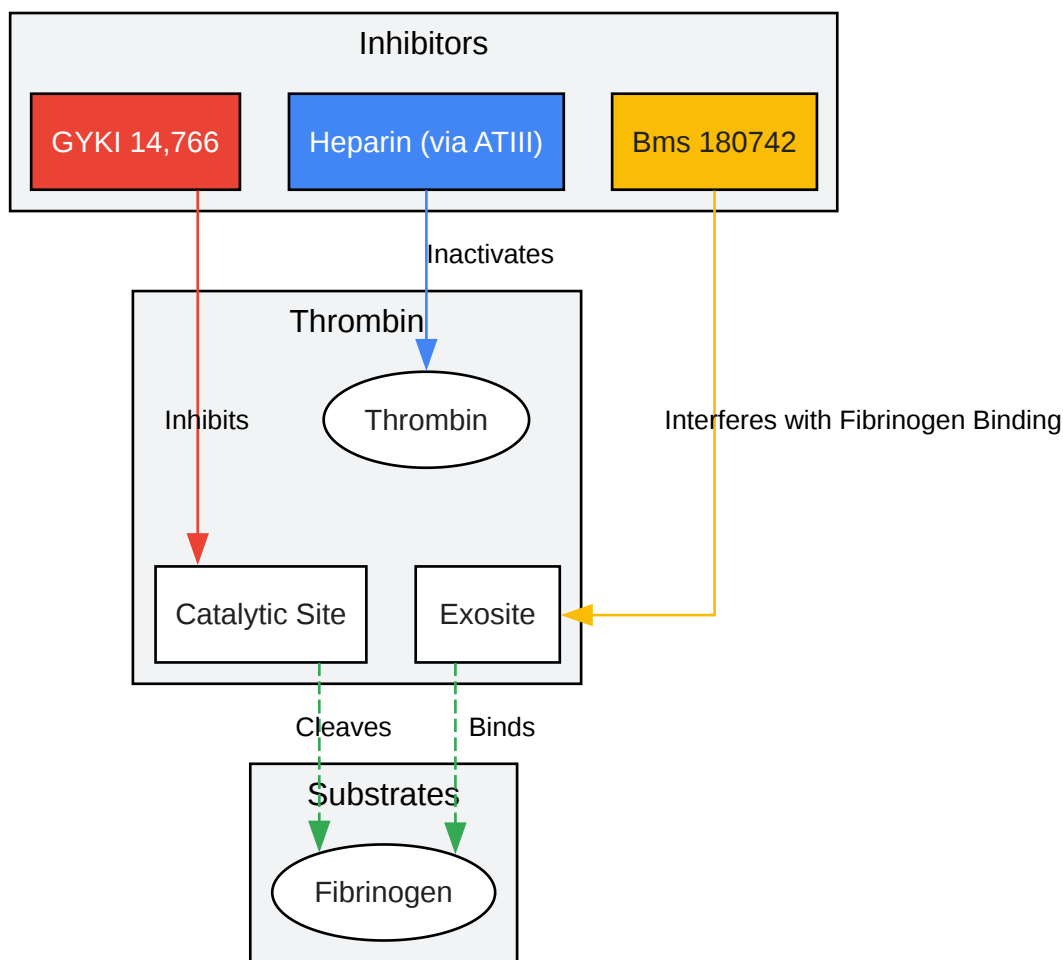 Inhibitors
GYKI 14,766
Heparin (via ATIII)
Bms 180742
Inactivates
Thrombin
Inhibits
Thrombin
Interferes with Fibrinogen Binding
Catalytic Site
Exosite
Cleaves
Binds
Substrates
Fibrinogen